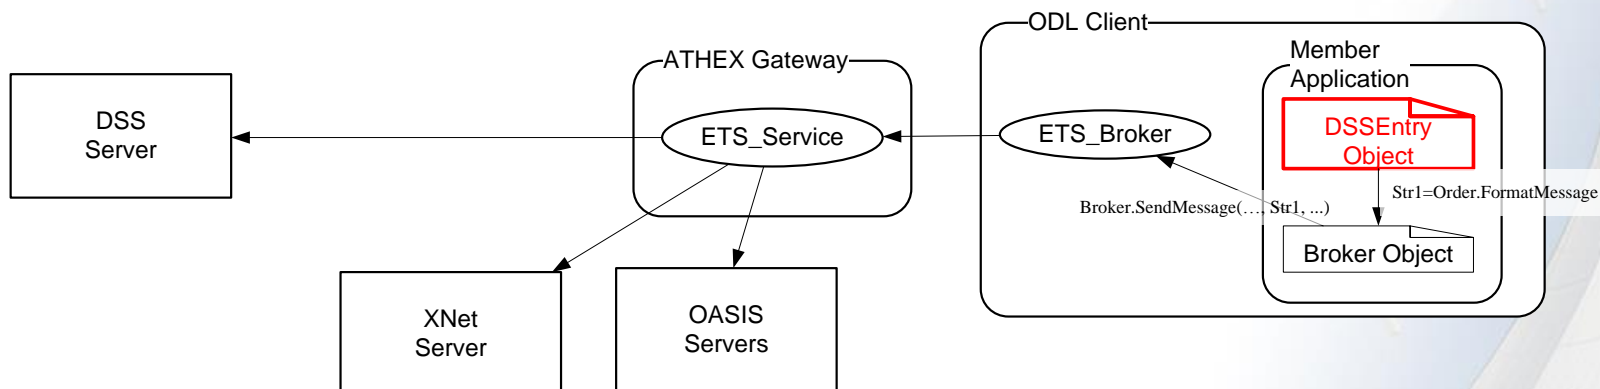 ODL Client
ATHEX Gateway
Member
Application
DSS
Server
ETS_Service
ETS_Broker
DSSEntry
Object
Str1=Order.FormatMessage
Broker.SendMessage(…, Str1, ...)
Broker Object
XNet
Server
OASIS
Servers